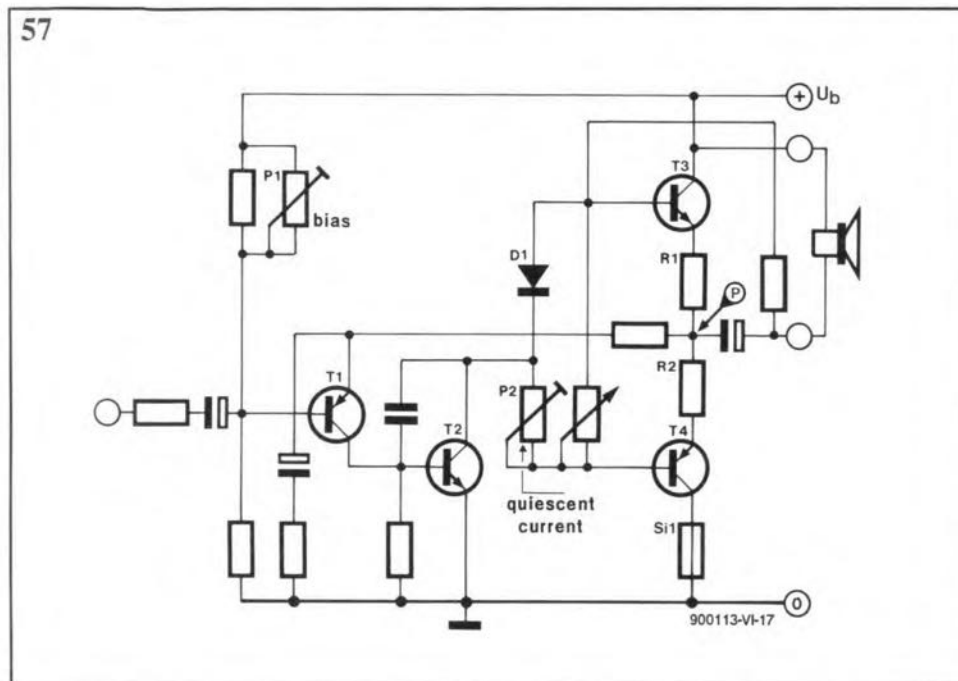 57
+ Ub
P1
bias
T3
D1
R1
P
R2
T1
T2
P2
T4
quiescent
current
Si1
0
900113-VI-17